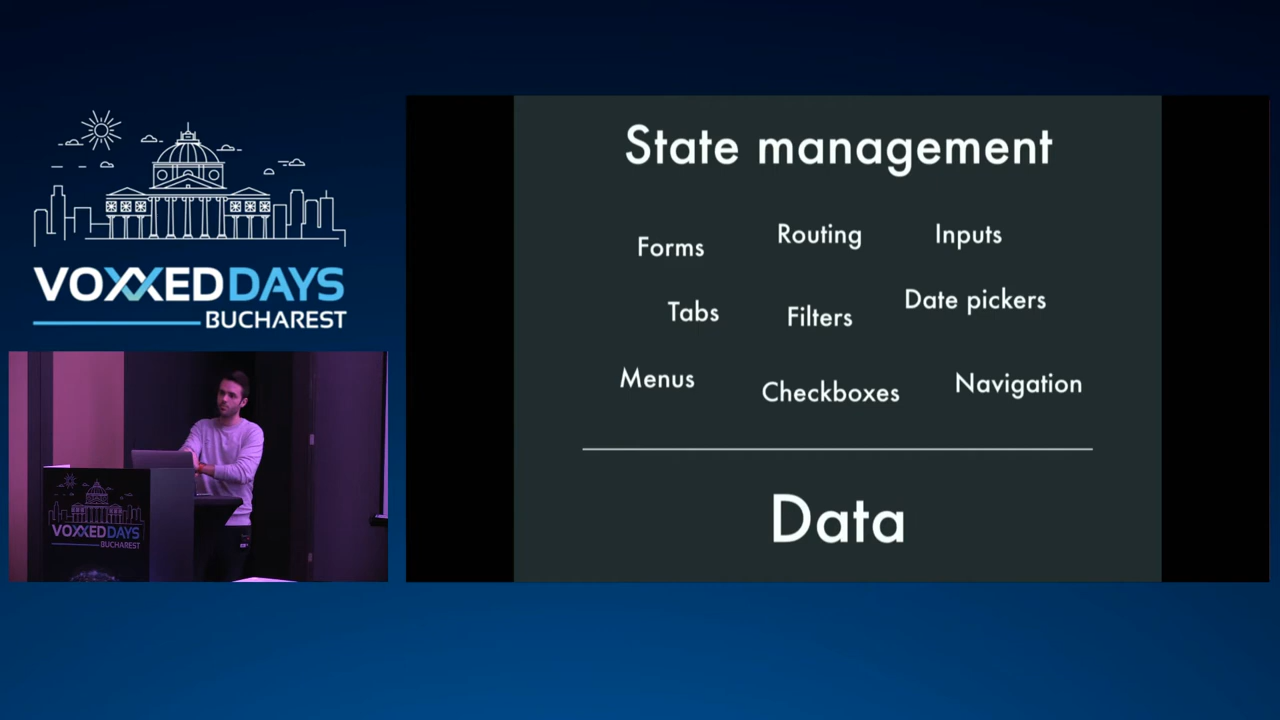 VOXXEDDAYS
BUCHAREST
State management
Forms
Routing
Inputs
Tabs
Filters
Date pickers
Menus
Checkboxes
Navigation
Data
VOXXEDDAYS
BUCHAREST